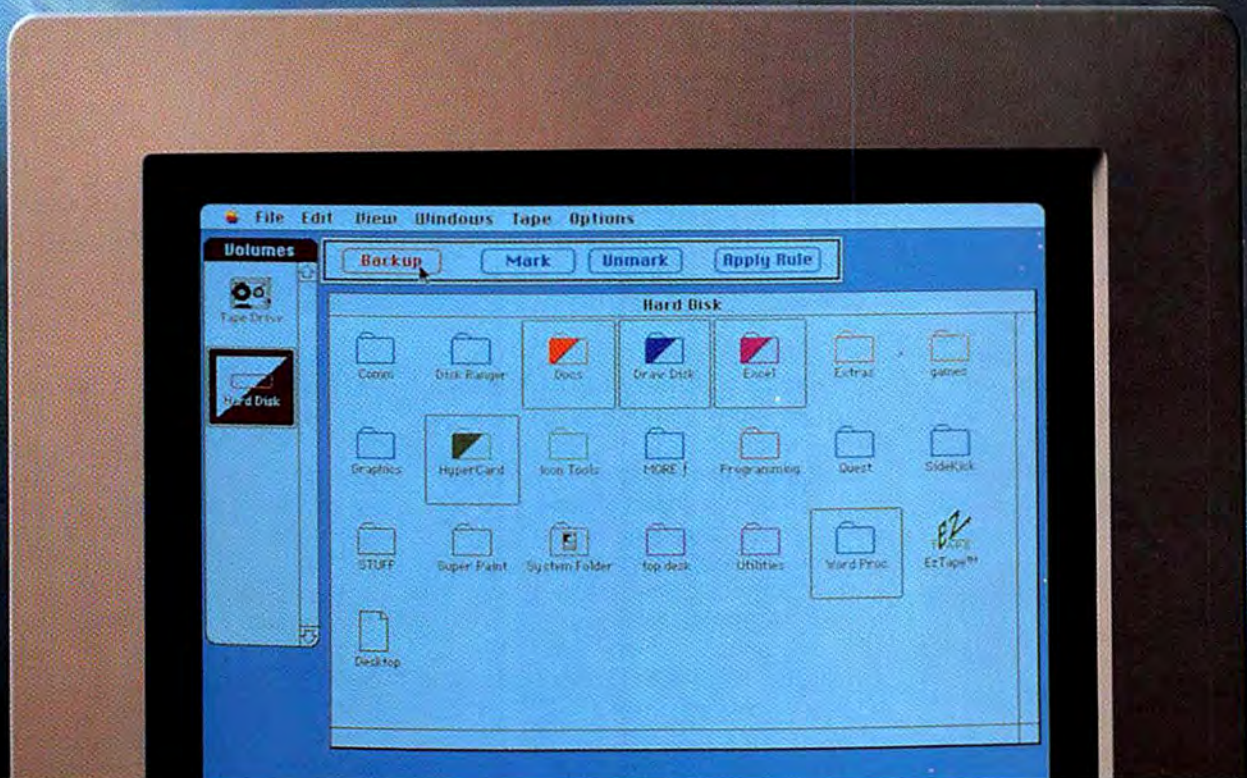 File Edit View Windows Tape Options
Volumes
Backup Mark Unmark Apply Rule
Tape Drive
Hard Disk
Hard Disk
Comm Disk Ranger Docs Draw Disk Excel Extras games
Graphics HyperCard Icon Tools MORE ƒ Programming Quest SideKick
STUFF Super Paint System Folder top desk Utilities Word Proc EzTape™
EZ TAPE
Desktop